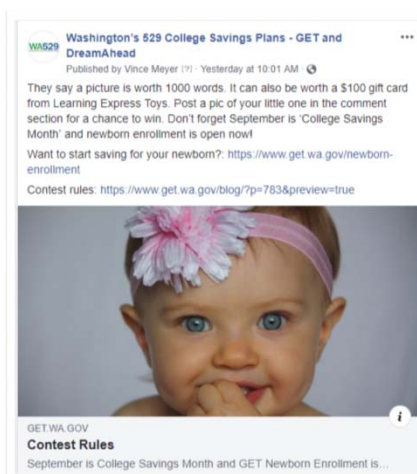 WA529
Washington's 529 College Savings Plans - GET and
DreamAhead
Published by Vince Meyer [?] · Yesterday at 10:01 AM ·
They say a picture is worth 1000 words. It can also be worth a $100 gift card
from Learning Express Toys. Post a pic of your little one in the comment
section for a chance to win. Don't forget September is 'College Savings
Month' and newborn enrollment is open now!
Want to start saving for your newborn?: https://www.get.wa.gov/newborn-
enrollment
Contest rules: https://www.get.wa.gov/blog/?p=783&preview=true
i
GET.WA.GOV
Contest Rules
September is College Savings Month and GET Newborn Enrollment is...